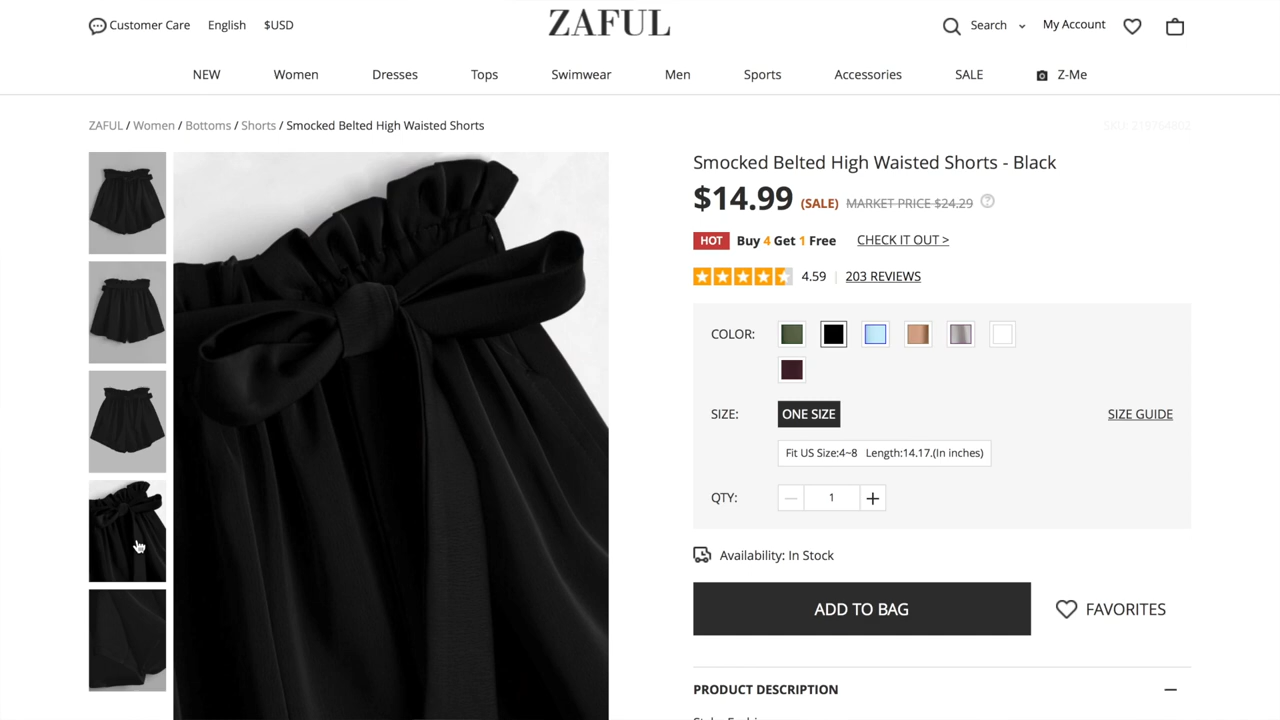 Customer Care English $USD
ZAFUL
Search My Account
NEW Women Dresses Tops Swimwear Men Sports Accessories SALE Z-Me
ZAFUL / Women / Bottoms / Shorts / Smocked Belted High Waisted Shorts
SKU: 219764802
Smocked Belted High Waisted Shorts - Black
$14.99 (SALE) MARKET PRICE $24.29 ?
HOT Buy 4 Get 1 Free CHECK IT OUT >
4.59 | 203 REVIEWS
COLOR:
SIZE: ONE SIZE SIZE GUIDE
Fit US Size:4~8 Length:14.17.(In inches)
QTY: 1 +
Availability: In Stock
ADD TO BAG FAVORITES
PRODUCT DESCRIPTION